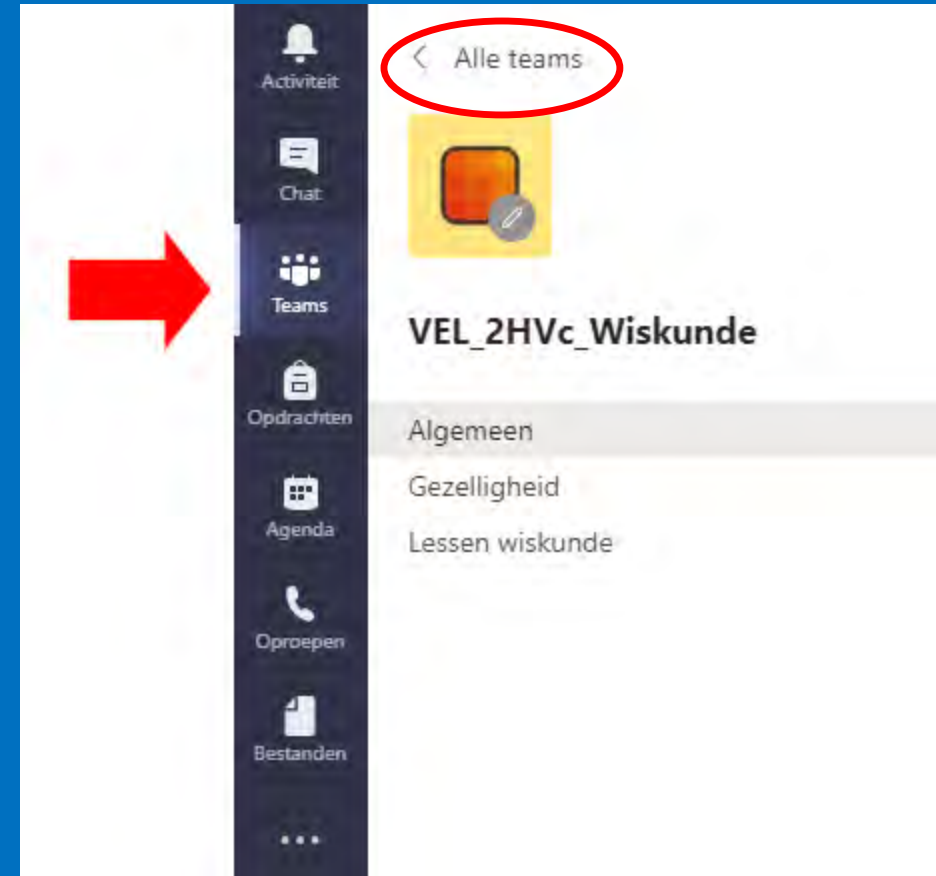 Activiteit
Chat
Teams
Opdrachten
Agenda
Oproepen
Bestanden
< Alle teams
VEL_2HVc_Wiskunde
Algemeen
Gezelligheid
Lessen wiskunde